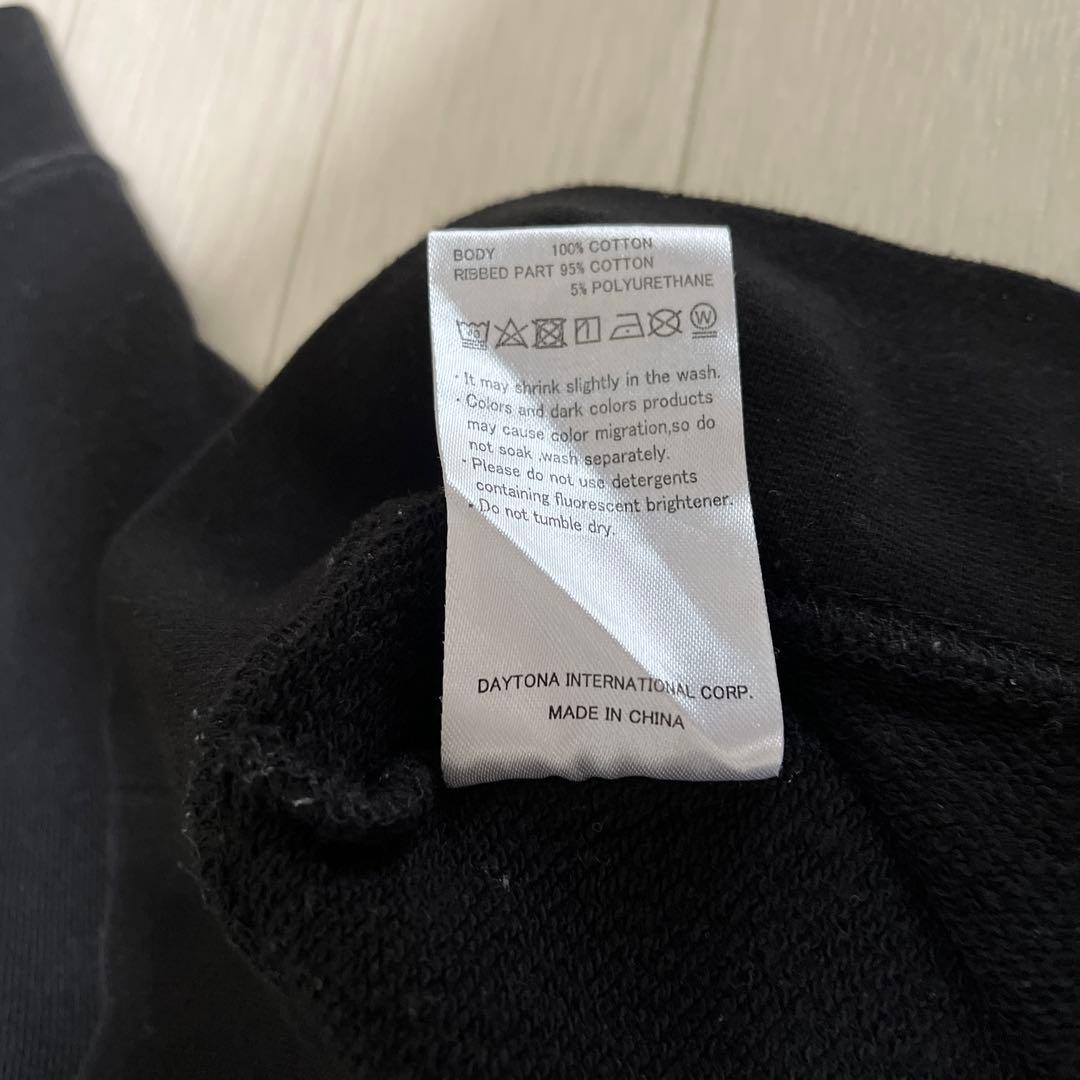 BODY 100% COTTON
RIBBED PART 95% COTTON
5% POLYURETHANE
W
· It may shrink slightly in the wash.
· Colors and dark colors products
may cause color migration,so do
not soak ,wash separately.
· Please do not use detergents
containing fluorescent brightener.
· Do not tumble dry.
DAYTONA INTERNATIONAL CORP.
MADE IN CHINA